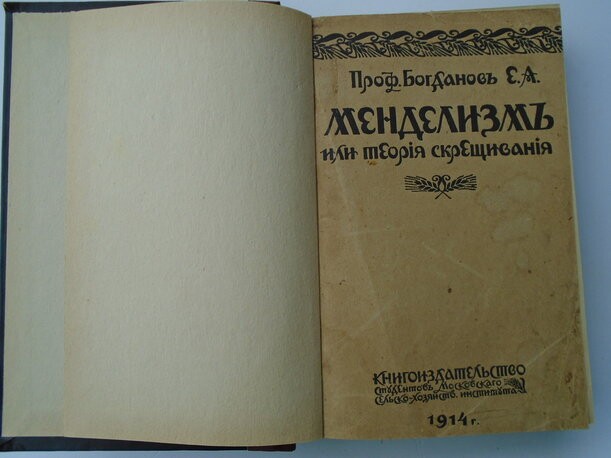 Проф. Богдановъ Е. А.
Менделизмъ
или теорія скрещиванія
Книгоиздательство
студентовъ Московскаго
сельско-хозяйств. института
1914 г.